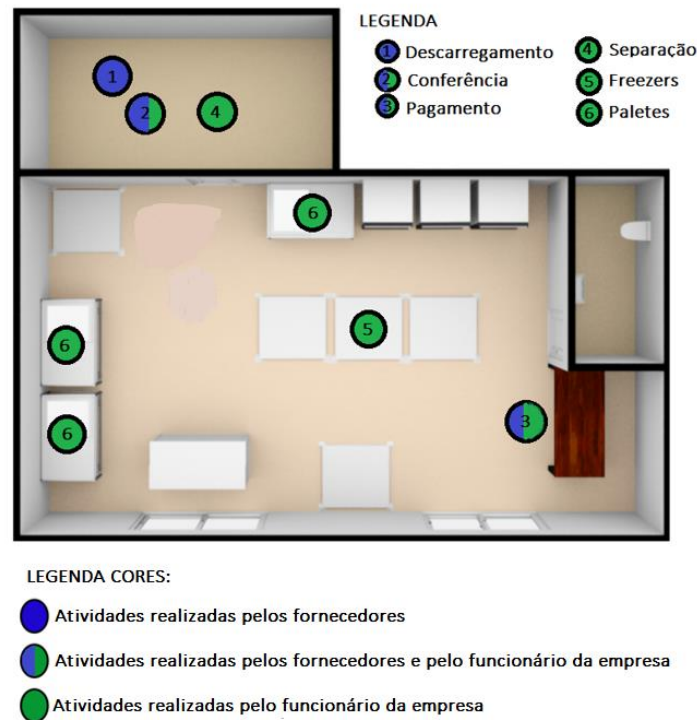 LEGENDA
1 Descarregamento
2 Conferência
3 Pagamento
4 Separação
5 Freezers
6 Paletes
1
2
4
6
6
5
6
3
LEGENDA CORES:
Atividades realizadas pelos fornecedores
Atividades realizadas pelos fornecedores e pelo funcionário da empresa
Atividades realizadas pelo funcionário da empresa